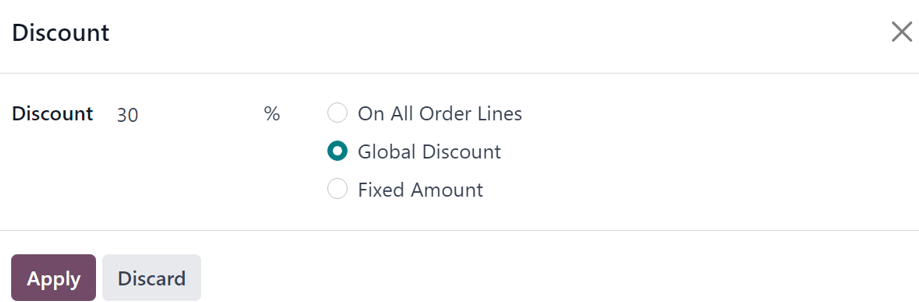 Discount
Discount 30 % On All Order Lines
Global Discount
Fixed Amount
Apply Discard